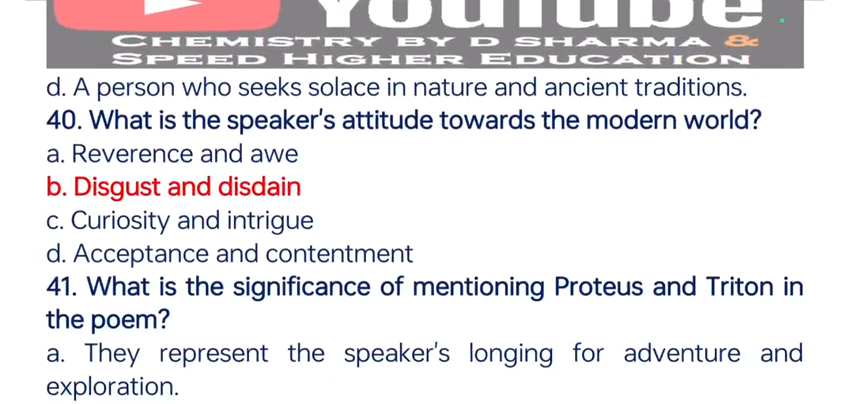 YouTube
CHEMISTRY BY D SHARMA &
SPEED HIGHER EDUCATION
d. A person who seeks solace in nature and ancient traditions.
40. What is the speaker's attitude towards the modern world?
a. Reverence and awe
b. Disgust and disdain
c. Curiosity and intrigue
d. Acceptance and contentment
41. What is the significance of mentioning Proteus and Triton in
the poem?
a. They represent the speaker's longing for adventure and
exploration.